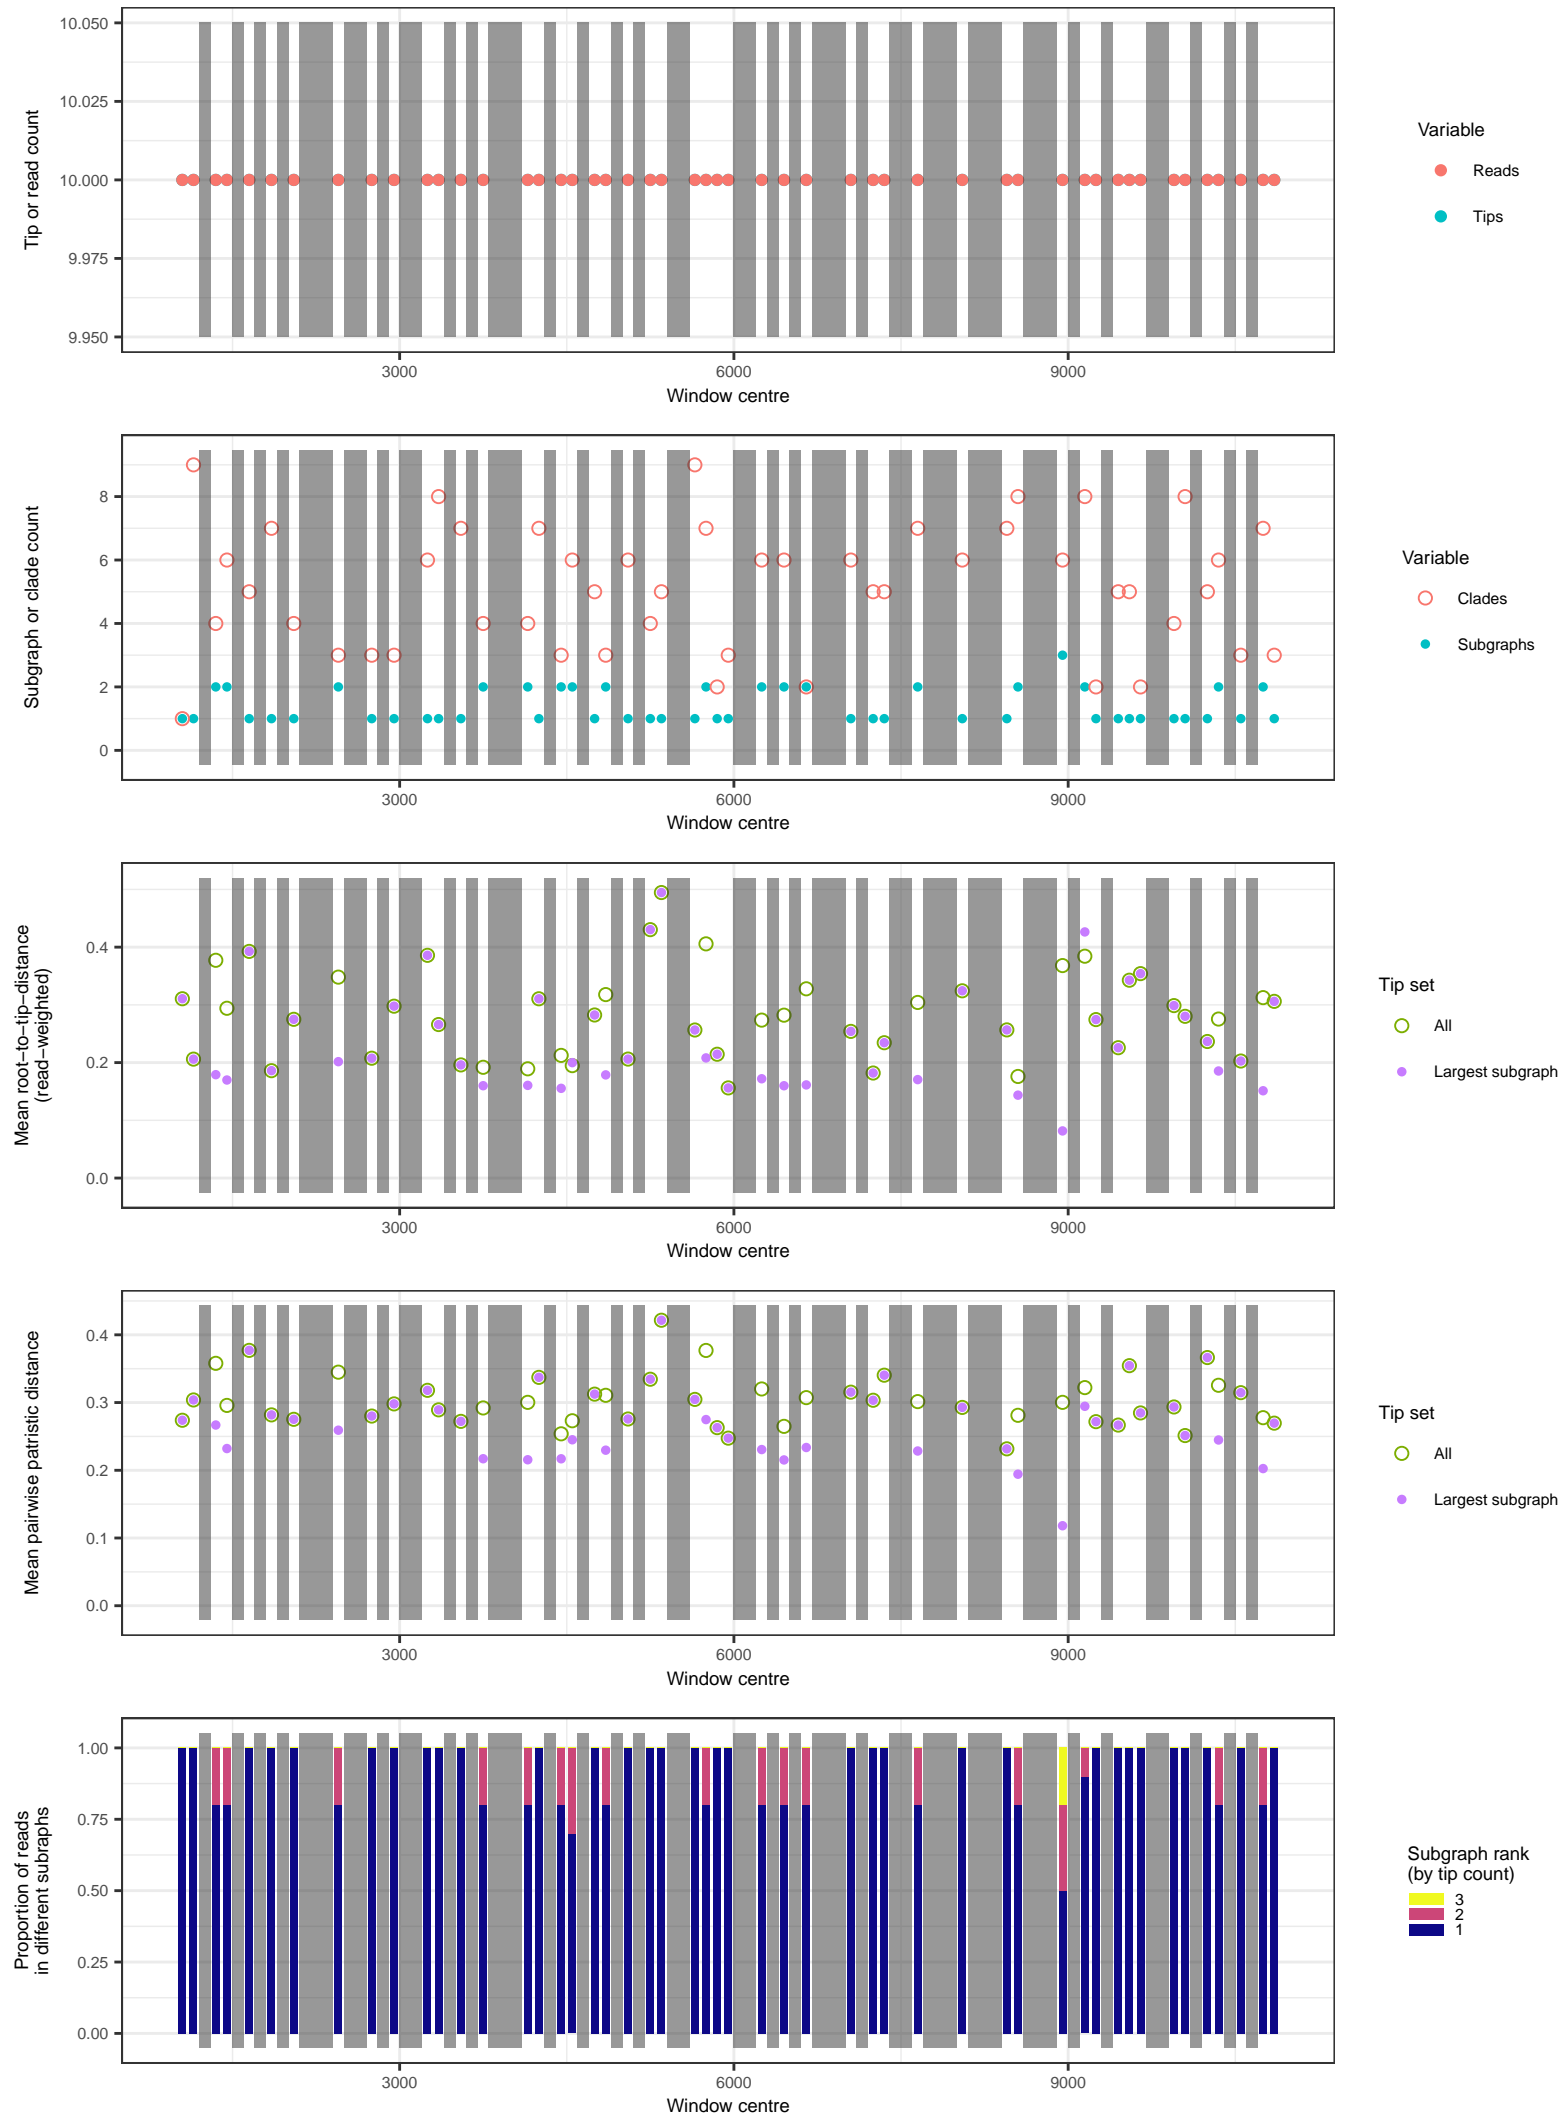 10.050
10.025
10.000
9.975
9.950
Tip or read count
3000
6000
9000
Window centre
Variable
Reads
Tips
8
6
4
2
0
Subgraph or clade count
3000
6000
9000
Window centre
Variable
Clades
Subgraphs
0.4
0.2
0.0
Mean root−to−tip−distance
(read−weighted)
3000
6000
9000
Window centre
Tip set
All
Largest subgraph
0.4
0.3
0.2
0.1
0.0
Mean pairwise patristic distance
3000
6000
9000
Window centre
Tip set
All
Largest subgraph
1.00
0.75
0.50
0.25
0.00
Proportion of reads
in different subraphs
3000
6000
9000
Window centre
Subgraph rank
(by tip count)
3
2
1